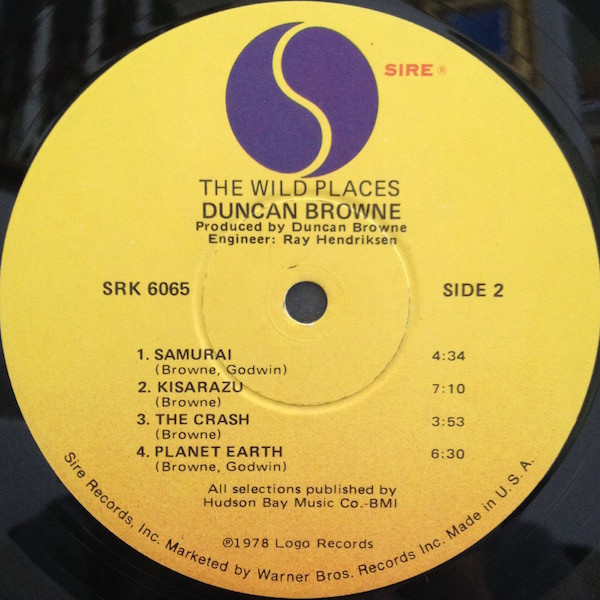 SIRE ®
THE WILD PLACES
DUNCAN BROWNE
Produced by Duncan Browne
Engineer: Ray Hendriksen
SRK 6065
SIDE 2
1. SAMURAI 4:34
(Browne, Godwin)
2. KISARAZU 7:10
(Browne)
3. THE CRASH 3:53
(Browne)
4. PLANET EARTH 6:30
(Browne, Godwin)
All selections published by
Hudson Bay Music Co.-BMI
℗1978 Logo Records
Sire Records, Inc. Marketed by Warner Bros. Records Inc. Made in U.S.A.